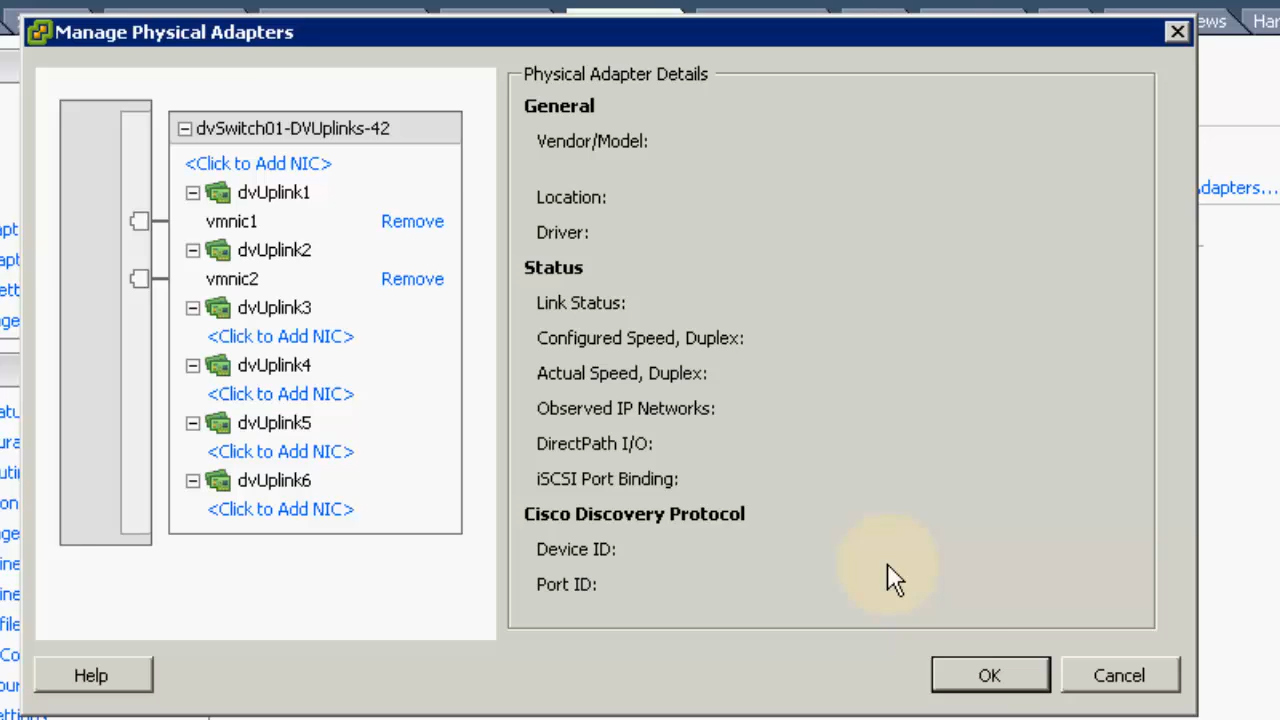 Manage Physical Adapters
ews
Har
dvSwitch01-DVUplinks-42
<Click to Add NIC>
dvUplink1
vmnic1 Remove
dvUplink2
vmnic2 Remove
dvUplink3
<Click to Add NIC>
dvUplink4
<Click to Add NIC>
dvUplink5
<Click to Add NIC>
dvUplink6
<Click to Add NIC>
Physical Adapter Details
General
Vendor/Model:
Location:
Driver:
Status
Link Status:
Configured Speed, Duplex:
Actual Speed, Duplex:
Observed IP Networks:
DirectPath I/O:
iSCSI Port Binding:
Cisco Discovery Protocol
Device ID:
Port ID:
dapters...
Help
OK
Cancel